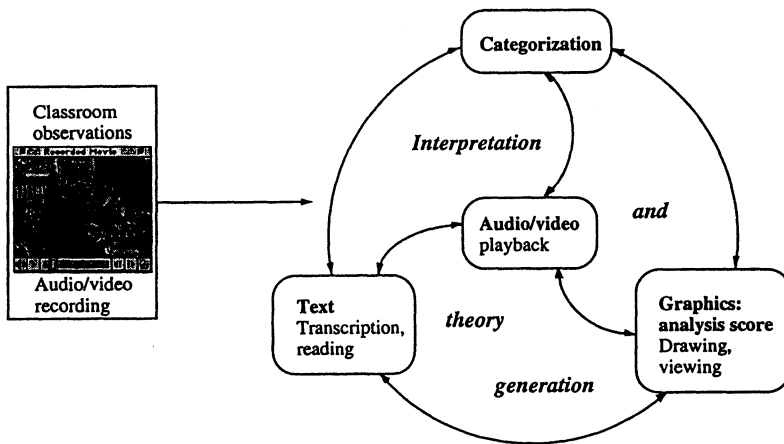 Categorization
Classroom
observations
Recorded Movie
Audio/video
recording
Interpretation
and
Audio/video
playback
Text
Transcription,
reading
theory
Graphics:
analysis score
Drawing,
viewing
generation